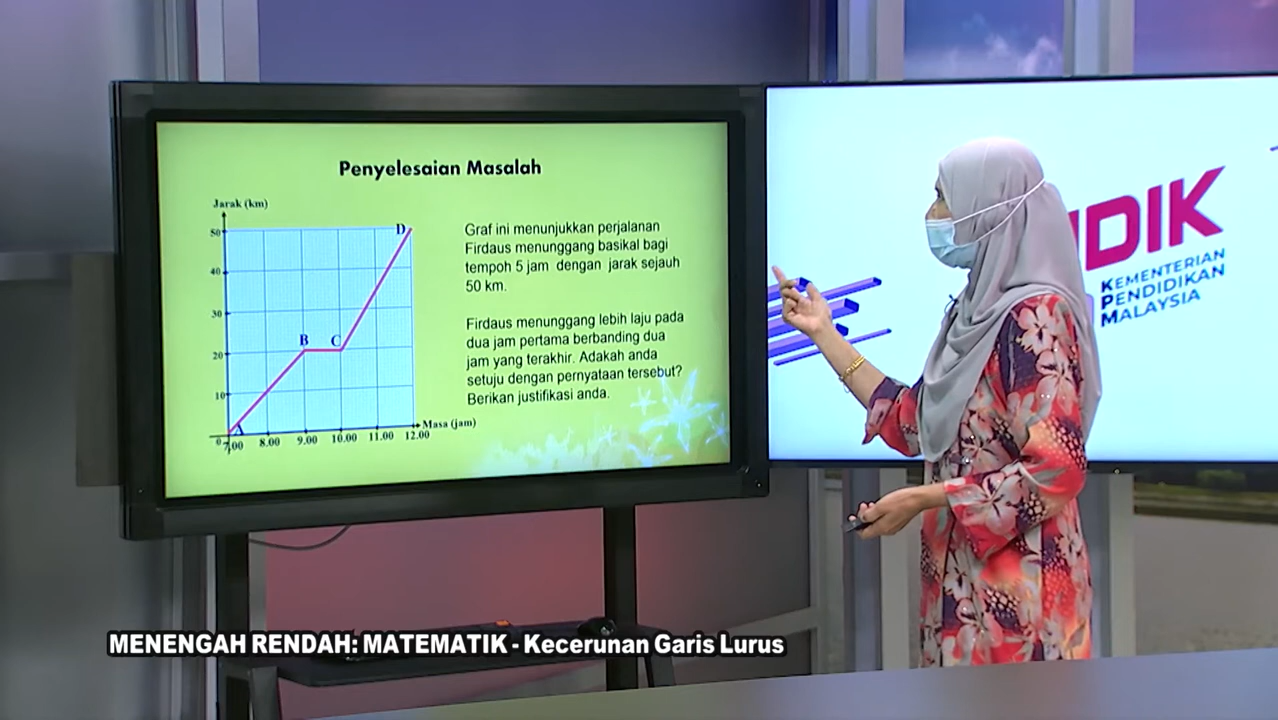 Penyelesaian Masalah
Jarak (km)
50
40
30
20
10
0
A
B
C
D
7.00
8.00
9.00
10.00
11.00
12.00
Masa (jam)
Graf ini menunjukkan perjalanan
Firdaus menunggang basikal bagi
tempoh 5 jam dengan jarak sejauh
50 km.
Firdaus menunggang lebih laju pada
dua jam pertama berbanding dua
jam yang terakhir. Adakah anda
setuju dengan pernyataan tersebut?
Berikan justifikasi anda.
IDIK
KEMENTERIAN
PENDIDIKAN
MALAYSIA
MENENGAH RENDAH: MATEMATIK - Kecerunan Garis Lurus